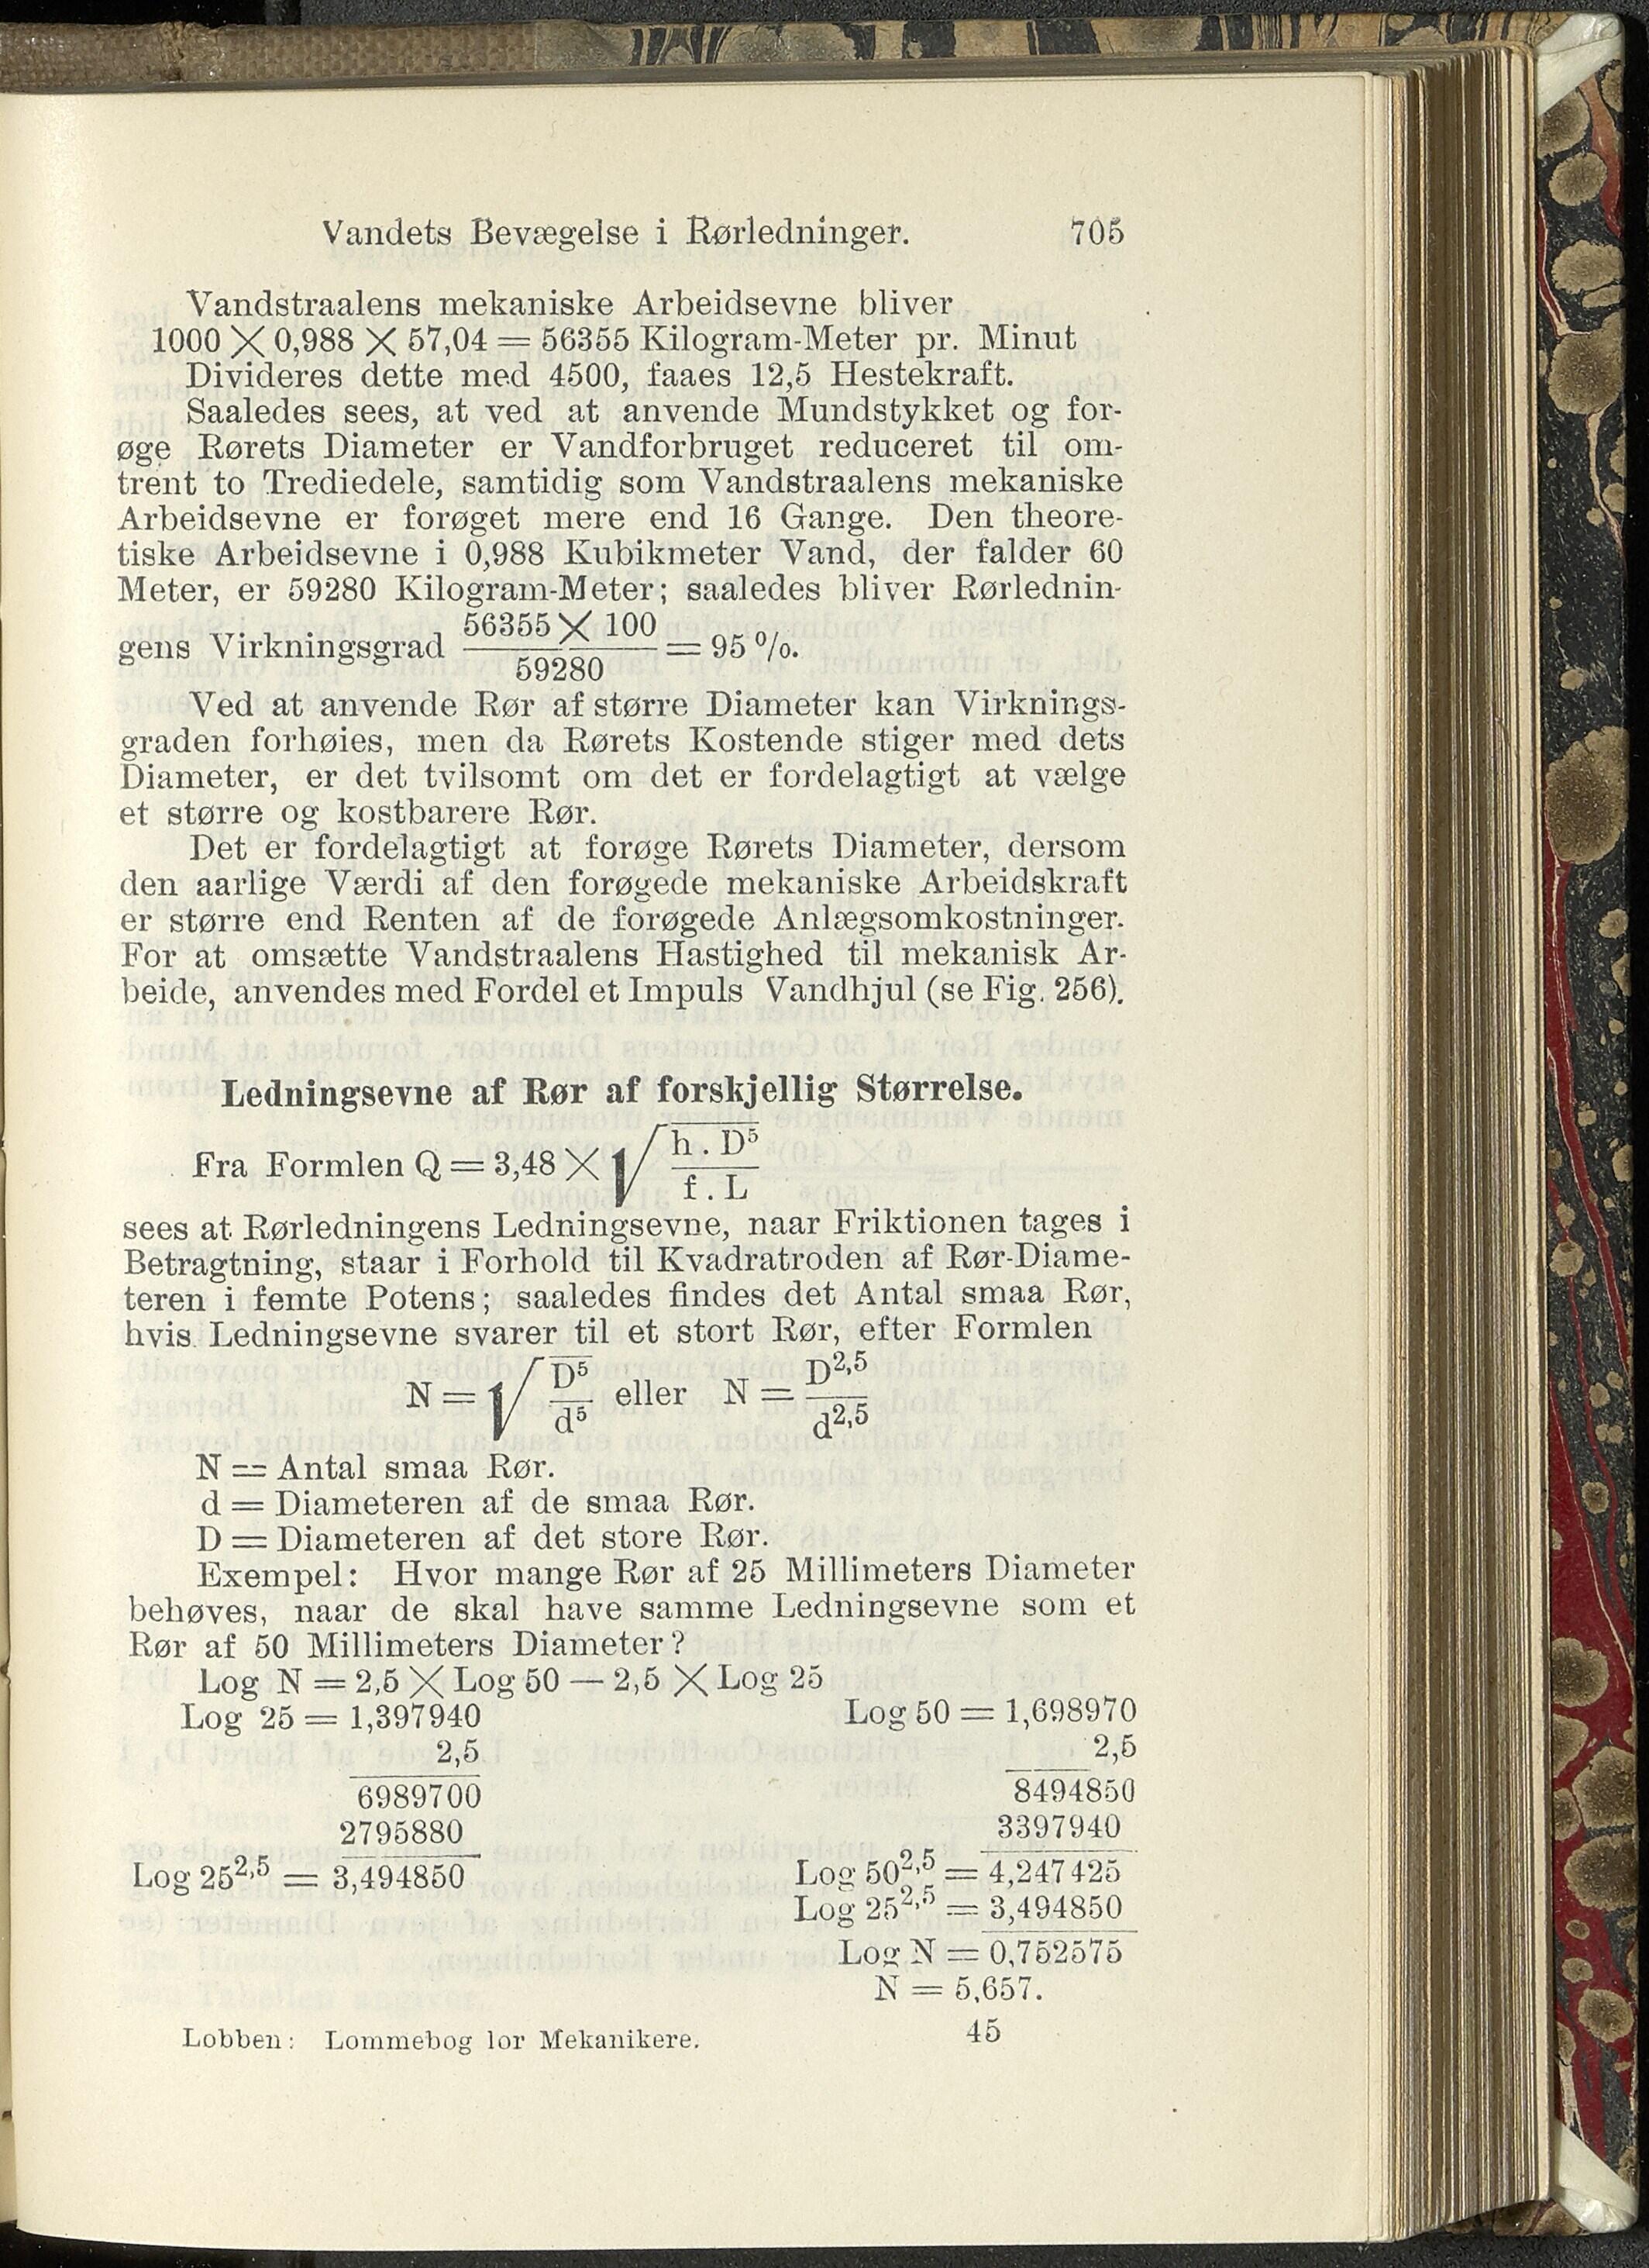 Vandets Bevægelse i Rørledninger. 705
Vandstraalens mekaniske Arbeidsevne bliver
1000 × 0,988 × 57,04 = 56355 Kilogram-Meter pr. Minut
Divideres dette med 4500, faaes 12,5 Hestekraft.
Saaledes sees, at ved at anvende Mundstykket og for-
øge Rørets Diameter er Vandforbruget reduceret til om-
trent to Trediedele, samtidig som Vandstraalens mekaniske
Arbeidsevne er forøget mere end 16 Gange. Den theore-
tiske Arbeidsevne i 0,988 Kubikmeter Vand, der falder 60
Meter, er 59280 Kilogram-Meter; saaledes bliver Rørlednin-
gens Virkningsgrad 56355 × 100 / 59280 = 95 %.
Ved at anvende Rør af større Diameter kan Virknings-
graden forhøies, men da Rørets Kostende stiger med dets
Diameter, er det tvilsomt om det er fordelagtigt at vælge
et større og kostbarere Rør.
Det er fordelagtigt at forøge Rørets Diameter, dersom
den aarlige Værdi af den forøgede mekaniske Arbeidskraft
er større end Renten af de forøgede Anlægsomkostninger.
For at omsætte Vandstraalens Hastighed til mekanisk Ar-
beide, anvendes med Fordel et Impuls Vandhjul (se Fig. 256).
Ledningsevne af Rør af forskjellig Størrelse.
Fra Formlen Q = 3,48 × √ h . D⁵ / f . L
sees at Rørledningens Ledningsevne, naar Friktionen tages i
Betragtning, staar i Forhold til Kvadratroden af Rør-Diame-
teren i femte Potens; saaledes findes det Antal smaa Rør,
hvis Ledningsevne svarer til et stort Rør, efter Formlen
N = √ D⁵ / d⁵ eller N = D^2,5 / d^2,5
N = Antal smaa Rør.
d = Diameteren af de smaa Rør.
D = Diameteren af det store Rør.
Exempel: Hvor mange Rør af 25 Millimeters Diameter
behøves, naar de skal have samme Ledningsevne som et
Rør af 50 Millimeters Diameter?
Log N = 2,5 × Log 50 — 2,5 × Log 25
Log 25 = 1,397940 Log 50 = 1,698970
2,5 2,5
6989700 8494850
2795880 3397940
Log 25^2,5 = 3,494850 Log 50^2,5 = 4,247425
Log 25^2,5 = 3,494850
Log N = 0,752575
N = 5,657.
Lobben: Lommebog lor Mekanikere. 45